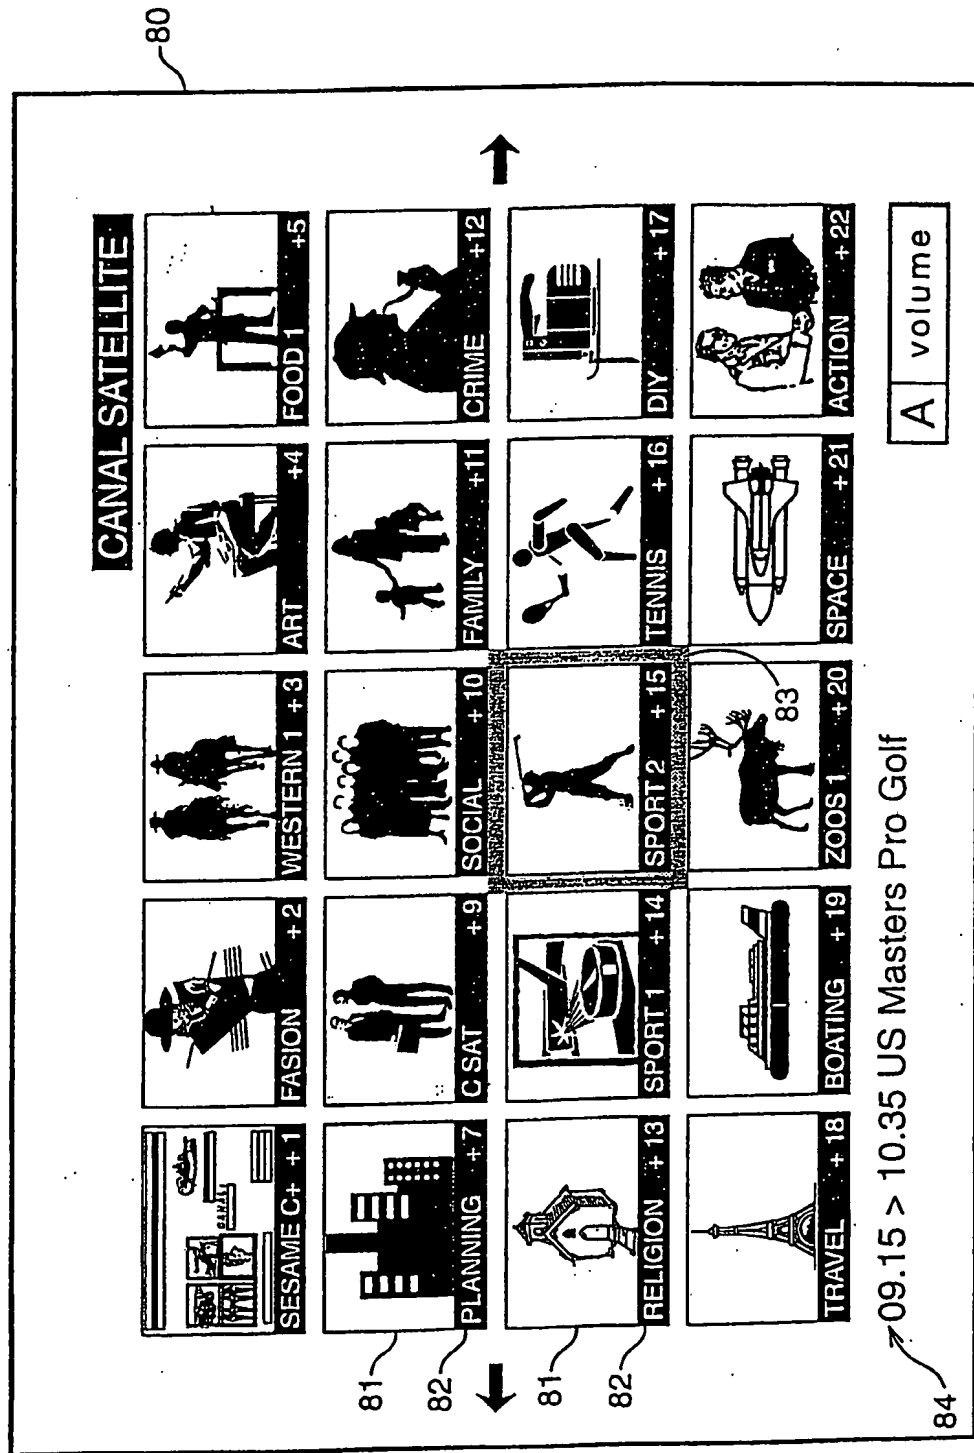 80
CANAL SATELLITE
SESAME C+ + 1
FASION + 2
WESTERN 1 + 3
ART +4
FOOD 1 +5
PLANNING +7
C SAT +9
SOCIAL + 10
FAMILY +11
CRIME +12
81
82
RELIGION + 13
SPORT 1 + 14
SPORT 2 + 15
TENNIS + 16
DIY + 17
81
82
TRAVEL + 18
BOATING + 19
ZOOS 1 + 20
SPACE + 21
ACTION + 22
83
84
09.15 > 10.35 US Masters Pro Golf
A volume